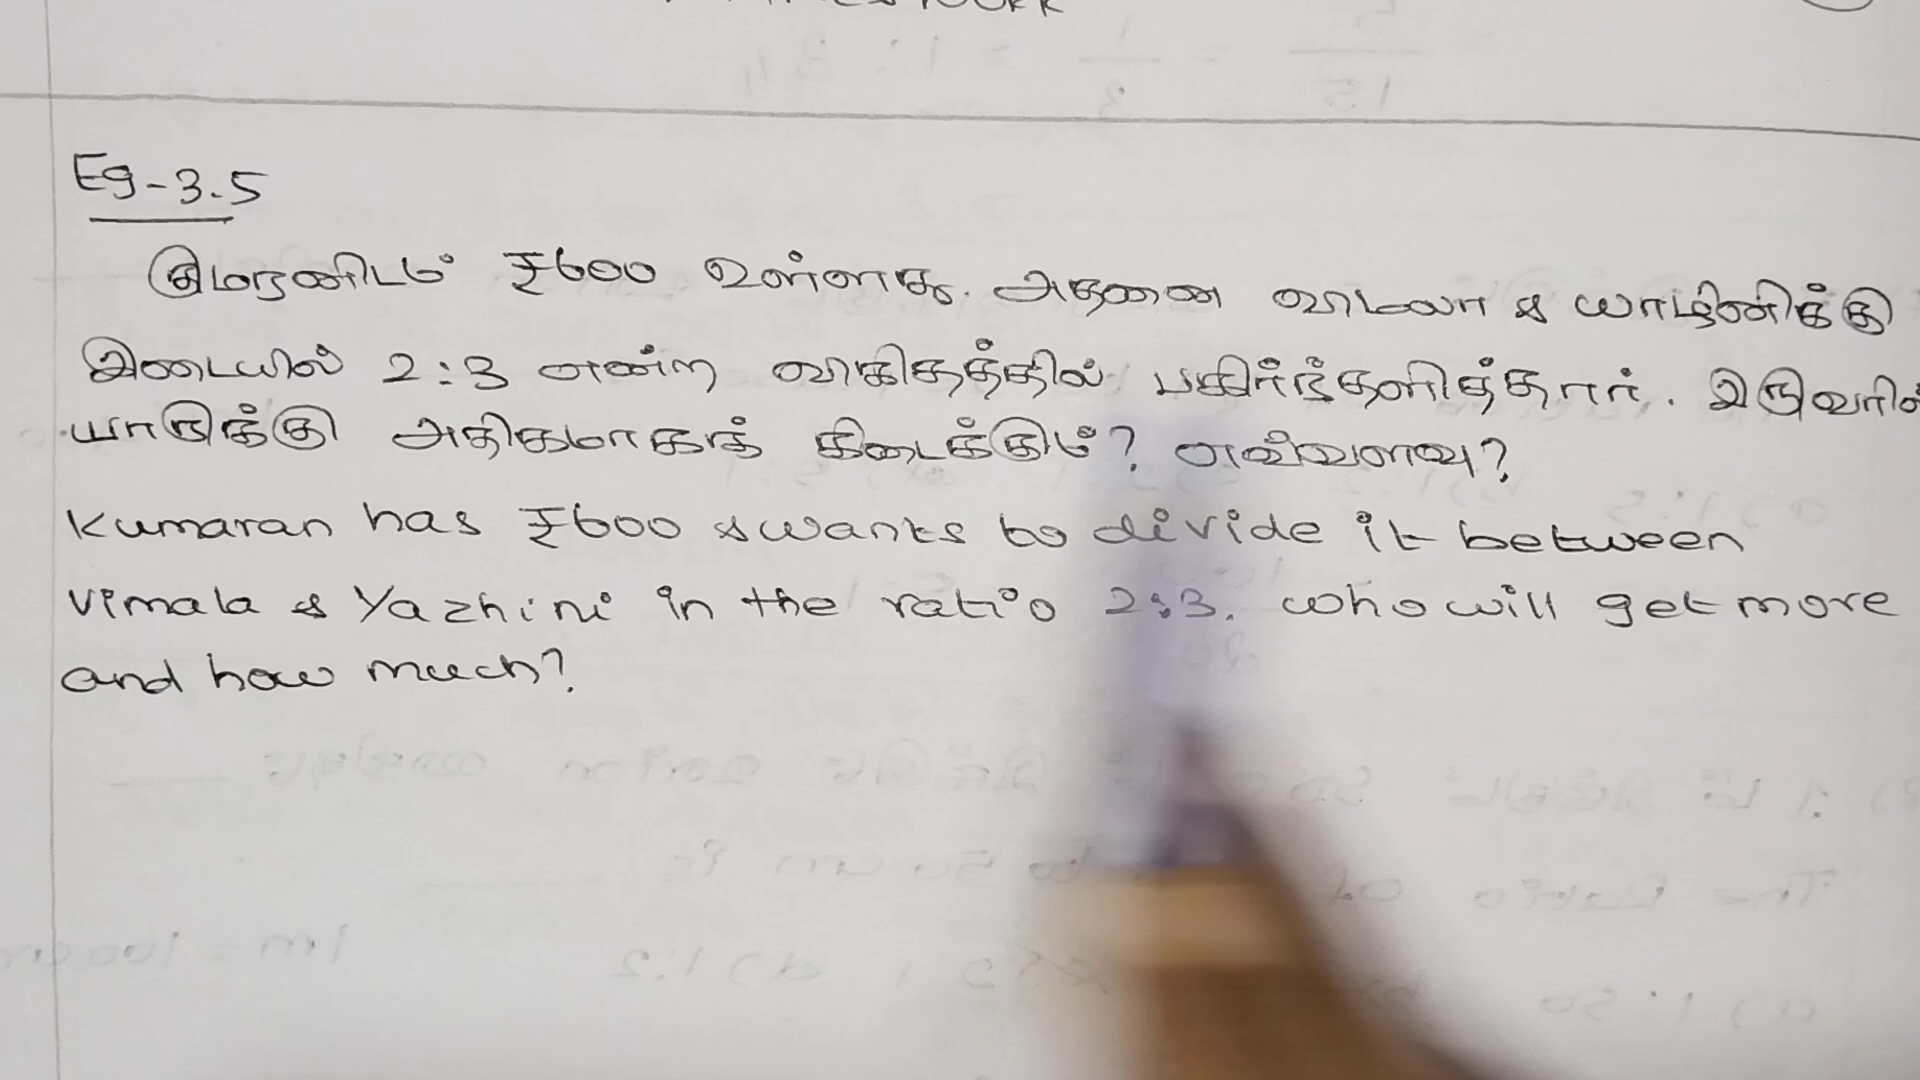 Eg-3.5
குமரனிடம் ₹600 உள்ளது. அதனை விமலா & யாழினிக்கு
இடையில் 2:3 என்ற விகிதத்தில் பகிர்ந்தளித்தார். இருவரில்
யாருக்கு அதிகமாகக் கிடைக்கும்? எவ்வளவு?
Kumaran has ₹600 & wants to divide it between
Vimala & Yazhini in the ratio 2:3. who will get more
and how much?